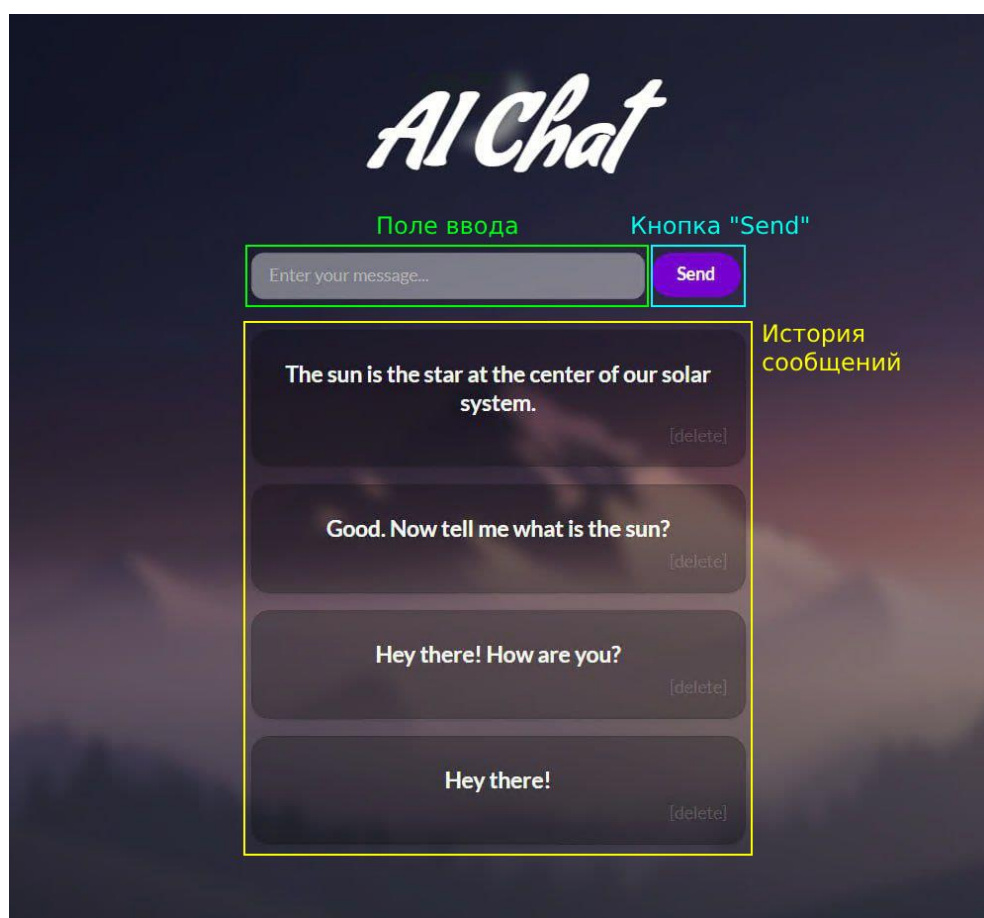 AI Chat
Поле ввода
Кнопка "Send"
Enter your message...
Send
История
сообщений
The sun is the star at the center of our solar
system.
[delete]
Good. Now tell me what is the sun?
[delete]
Hey there! How are you?
[delete]
Hey there!
[delete]